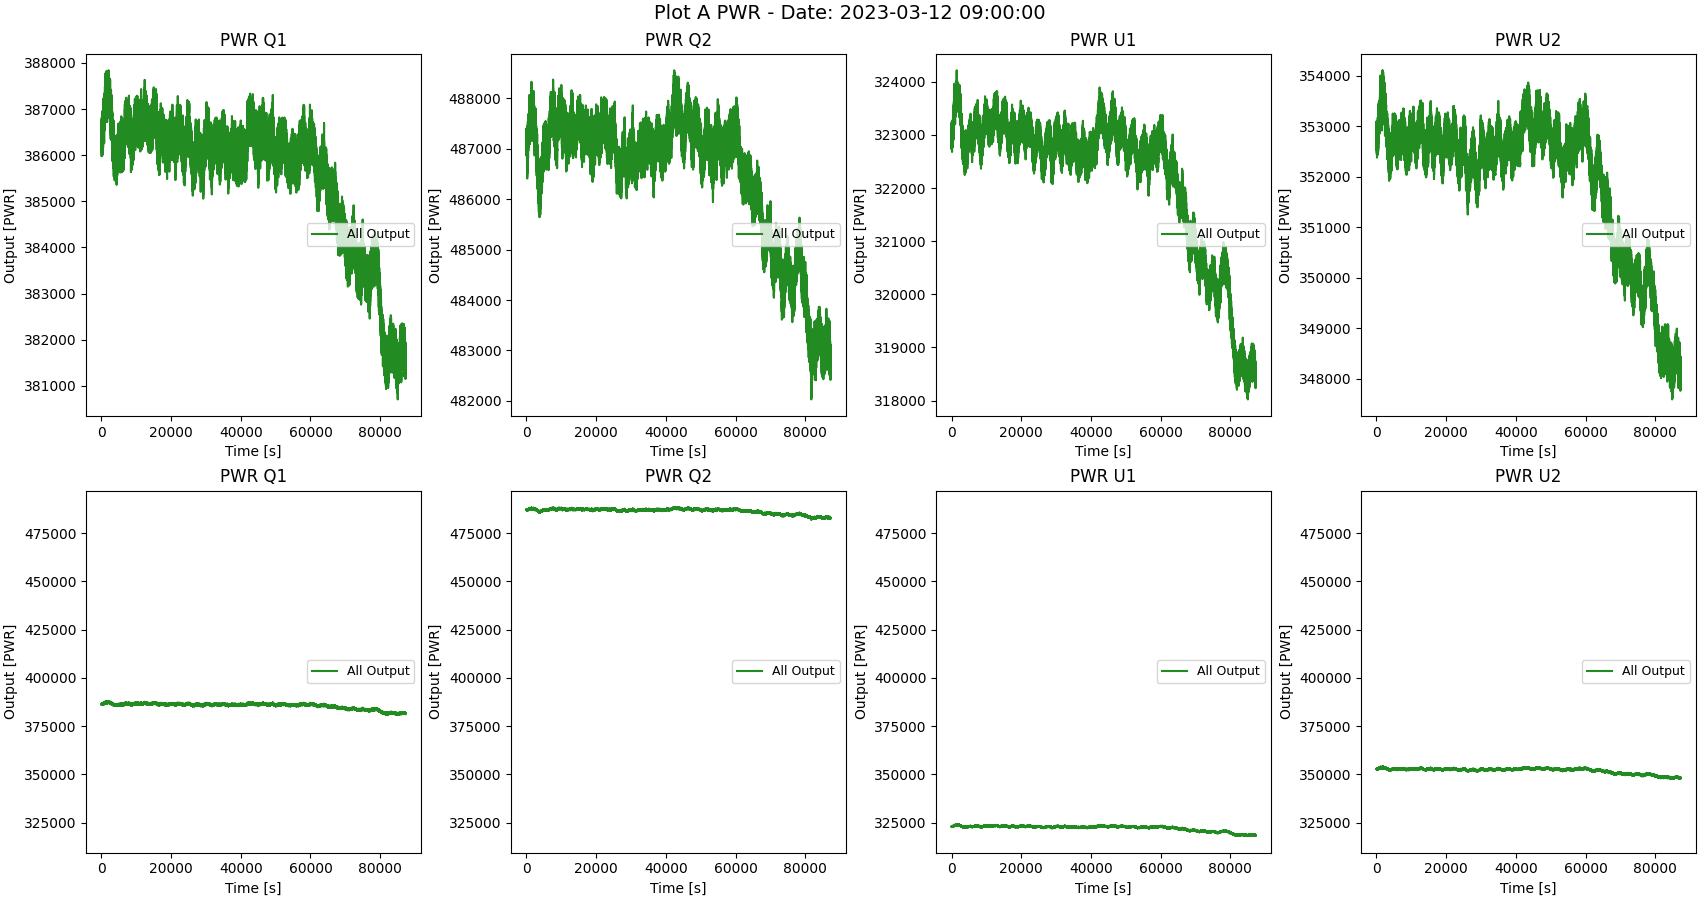 Plot A PWR - Date: 2023-03-12 09:00:00
PWR Q1
388000
387000
386000
385000
384000
383000
382000
381000
Output [PWR]
All Output
0 20000 40000 60000 80000
Time [s]
PWR Q2
488000
487000
486000
485000
484000
483000
482000
Output [PWR]
All Output
0 20000 40000 60000 80000
Time [s]
PWR U1
324000
323000
322000
321000
320000
319000
318000
Output [PWR]
All Output
0 20000 40000 60000 80000
Time [s]
PWR U2
354000
353000
352000
351000
350000
349000
348000
Output [PWR]
All Output
0 20000 40000 60000 80000
Time [s]
PWR Q1
475000
450000
425000
400000
375000
350000
325000
Output [PWR]
All Output
0 20000 40000 60000 80000
Time [s]
PWR Q2
475000
450000
425000
400000
375000
350000
325000
Output [PWR]
All Output
0 20000 40000 60000 80000
Time [s]
PWR U1
475000
450000
425000
400000
375000
350000
325000
Output [PWR]
All Output
0 20000 40000 60000 80000
Time [s]
PWR U2
475000
450000
425000
400000
375000
350000
325000
Output [PWR]
All Output
0 20000 40000 60000 80000
Time [s]